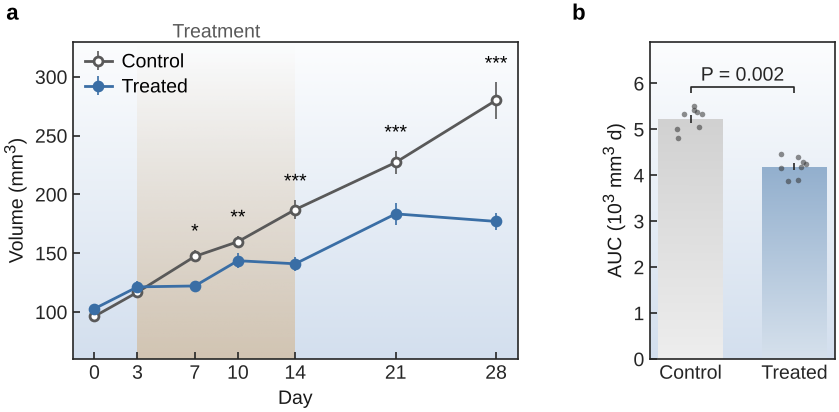 a
Treatment
Control
Treated
***
***
***
**
*
300
250
200
150
100
Volume (mm³)
0 3 7 10 14 21 28
Day
b
P = 0.002
6
5
4
3
2
1
0
AUC (10³ mm³ d)
Control Treated